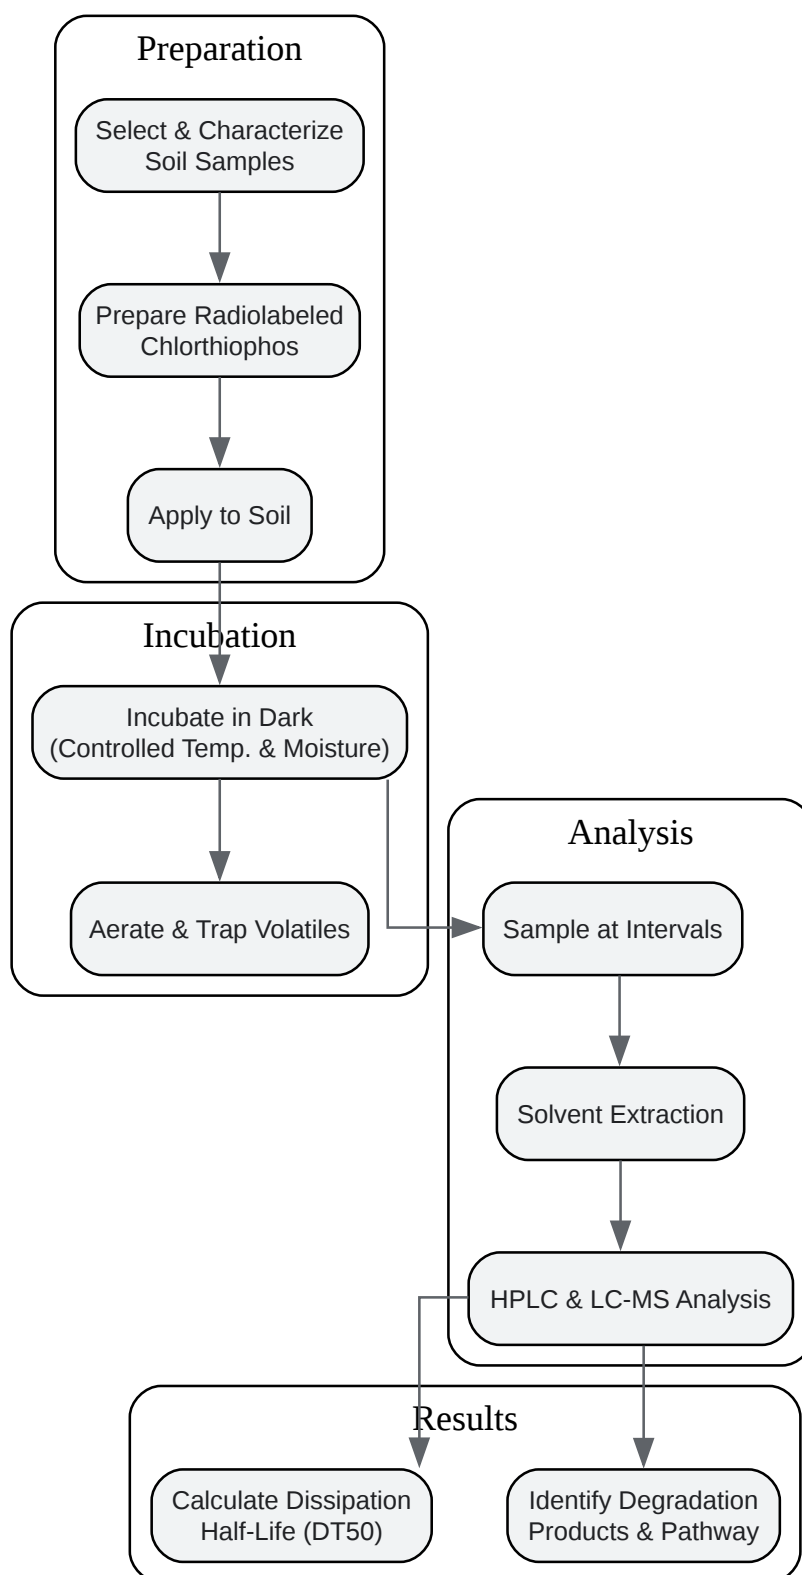 Preparation
Select & Characterize
Soil Samples
Prepare Radiolabeled
Chlorthiophos
Apply to Soil
Incubation
Incubate in Dark
(Controlled Temp. & Moisture)
Aerate & Trap Volatiles
Analysis
Sample at Intervals
Solvent Extraction
HPLC & LC-MS Analysis
Results
Calculate Dissipation
Half-Life (DT50)
Identify Degradation
Products & Pathway